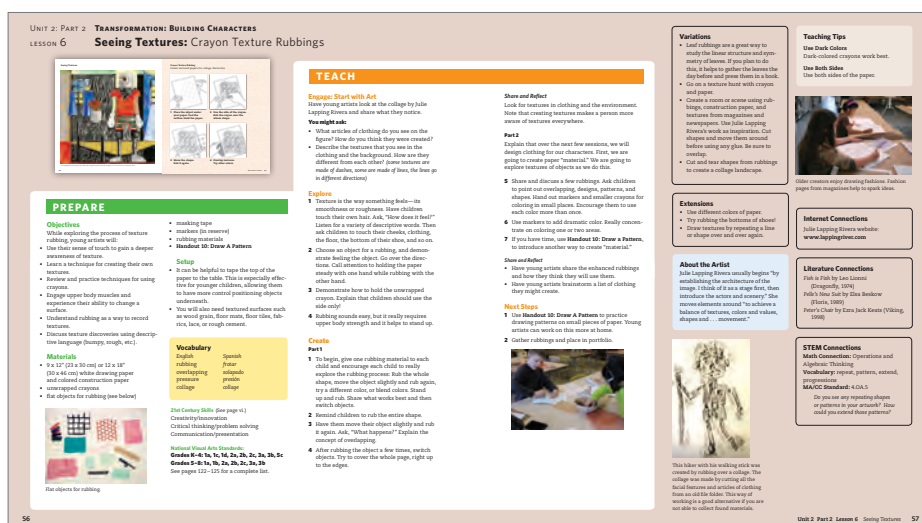 UNIT 2: PART 2 TRANSFORMATION: BUILDING CHARACTERS
LESSON 6 Seeing Textures: Crayon Texture Rubbings
PREPARE
Objectives
While exploring the process of texture
rubbing, young artists will:
• Use their sense of touch to gain a deeper
awareness of texture.
• Learn a technique for creating their own
textures.
• Review and practice techniques for using
crayons.
• Engage upper body muscles and
experience their ability to change a
surface.
• Understand rubbing as a way to record
textures.
• Discuss texture discoveries using descrip-
tive language (bumpy, rough, etc.).
Materials
• 9 x 12" (23 x 30 cm) or 12 x 18"
(30 x 46 cm) white drawing paper
and colored construction paper
• unwrapped crayons
• flat objects for rubbing (see below)
Flat objects for rubbing.
• masking tape
• markers (in reserve)
• rubbing materials
• Handout 10: Draw A Pattern
Setup
• It can be helpful to tape the top of the
paper to the table. This is especially effec-
tive for younger children, allowing them
to have more control positioning objects
underneath.
• You will also need textured surfaces such
as wood grain, floor mats, floor tiles, fab-
rics, lace, or rough cement.
Vocabulary
English Spanish
rubbing frotar
overlapping solapado
pressure presión
collage collage
21st Century Skills (See page vi.)
Creativity/innovation
Critical thinking/problem solving
Communication/presentation
National Visual Arts Standards:
Grades K–4: 1a, 1c, 1d, 2a, 2b, 2c, 3a, 3b, 5c
Grades 5–8: 1a, 1b, 2a, 2b, 2c, 3a, 3b
See pages 122–125 for a complete list.
TEACH
Engage: Start with Art
Have young artists look at the collage by Julie
Lapping Rivera and share what they notice.
You might ask:
• What articles of clothing do you see on the
figure? How do you think they were created?
• Describe the textures that you see in the
clothing and the background. How are they
different from each other? (some textures are
made of dashes, some are made of lines, the lines go
in different directions)
Explore
1 Texture is the way something feels—its
smoothness or roughness. Have children
touch their own hair. Ask, "How does it feel?"
Listen for a variety of descriptive words. Then
ask children to touch their cheeks, clothing,
the floor, the bottom of their shoe, and so on.
2 Choose an object for a rubbing, and demon-
strate feeling the object. Go over the direc-
tions. Call attention to holding the paper
steady with one hand while rubbing with the
other hand.
3 Demonstrate how to hold the unwrapped
crayon. Explain that children should use the
side only!
4 Rubbing sounds easy, but it really requires
upper body strength and it helps to stand up.
Create
Part 1
1 To begin, give one rubbing material to each
child and encourage each child to really
explore the rubbing process: Rub the whole
shape, move the object slightly and rub again,
try a different color, or blend colors. Stand
up and rub. Share what works best and then
switch objects.
2 Remind children to rub the entire shape.
3 Have them move their object slightly and rub
it again. Ask, "What happens?" Explain the
concept of overlapping.
4 After rubbing the object a few times, switch
objects. Try to cover the whole page, right up
to the edges.
Share and Reflect
Look for textures in clothing and the environment.
Note that creating textures makes a person more
aware of textures everywhere.
Part 2
Explain that over the next few sessions, we will
design clothing for our characters. First, we are
going to create paper "material." We are going to
explore textures of objects as we do this.
5 Share and discuss a few rubbings. Ask children
to point out overlapping, designs, patterns, and
shapes. Hand out markers and smaller crayons for
coloring in small places. Encourage them to use
each color more than once.
6 Use markers to add dramatic color. Really concen-
trate on coloring one or two areas.
7 If you have time, use Handout 10: Draw a Pattern,
to introduce another way to create "material."
Share and Reflect
• Have young artists share the enhanced rubbings
and how they think they will use them.
• Have young artists brainstorm a list of clothing
they might create.
Next Steps
1 Use Handout 10: Draw A Pattern to practice
drawing patterns on small pieces of paper. Young
artists can work on this more at home.
2 Gather rubbings and place in portfolio.
Variations
• Leaf rubbings are a great way to
study the linear structure and sym-
metry of leaves. If you plan to do
this, it helps to gather the leaves the
day before and press them in a book.
• Go on a texture hunt with crayon
and paper.
• Create a room or scene using rub-
bings, construction paper, and
textures from magazines and
newspapers. Use Julie Lapping
Rivera's work as inspiration. Cut
shapes and move them around
before using any glue. Be sure to
overlap.
• Cut and tear shapes from rubbings
to create a collage landscape.
Extensions
• Use different colors of paper.
• Try rubbing the bottoms of shoes!
• Draw textures by repeating a line
or shape over and over again.
About the Artist
Julie Lapping Rivera usually begins "by
establishing the architecture of the
image. I think of it as a stage first, then
introduce the actors and scenery." She
moves elements around "to achieve a
balance of textures, colors and values,
shapes and . . . movement."
This hiker with his walking stick was
created by rubbing over a collage. The
collage was made by cutting all the
facial features and articles of clothing
from an old file folder. This way of
working is a good alternative if you are
not able to collect found materials.
Teaching Tips
Use Dark Colors
Dark-colored crayons work best.
Use Both Sides
Use both sides of the paper.
Older creators enjoy drawing fashions. Fashion
pages from magazines help to spark ideas.
Internet Connections
Julie Lapping Rivera website:
www.lappingriver.com
Literature Connections
Fish is Fish by Leo Lionni
(Dragonfly, 1974)
Pelle's New Suit by Elsa Beskow
(Floris, 1989)
Peter's Chair by Ezra Jack Keats (Viking,
1998)
STEM Connections
Math Connection: Operations and
Algebraic Thinking
Vocabulary: repeat, pattern, extend,
progressions
MA/CC Standard: 4.OA.5
Do you see any repeating shapes
or patterns in your artwork? How
could you extend those patterns?
56
Unit 2 Part 2 Lesson 6 Seeing Textures 57